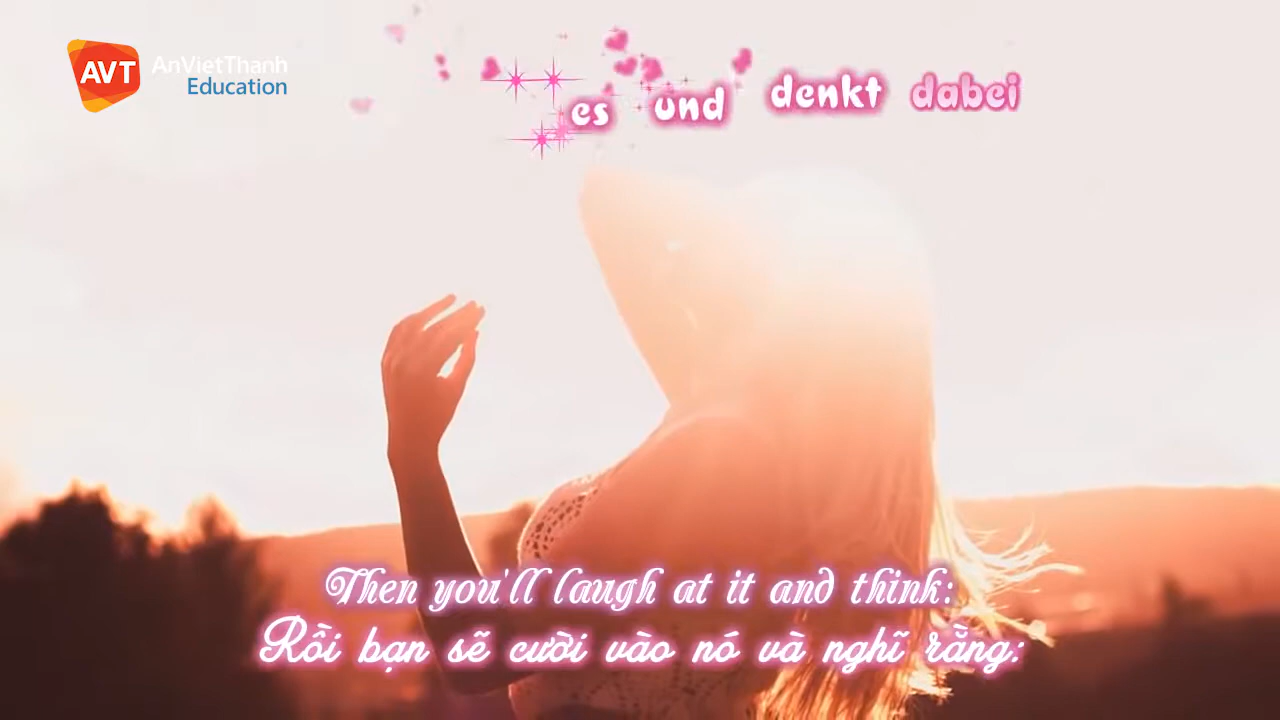 AVT
AnVietThanh
Education
es und denkt dabei
Then you'll laugh at it and think:
Rồi bạn sẽ cười vào nó và nghĩ rằng: